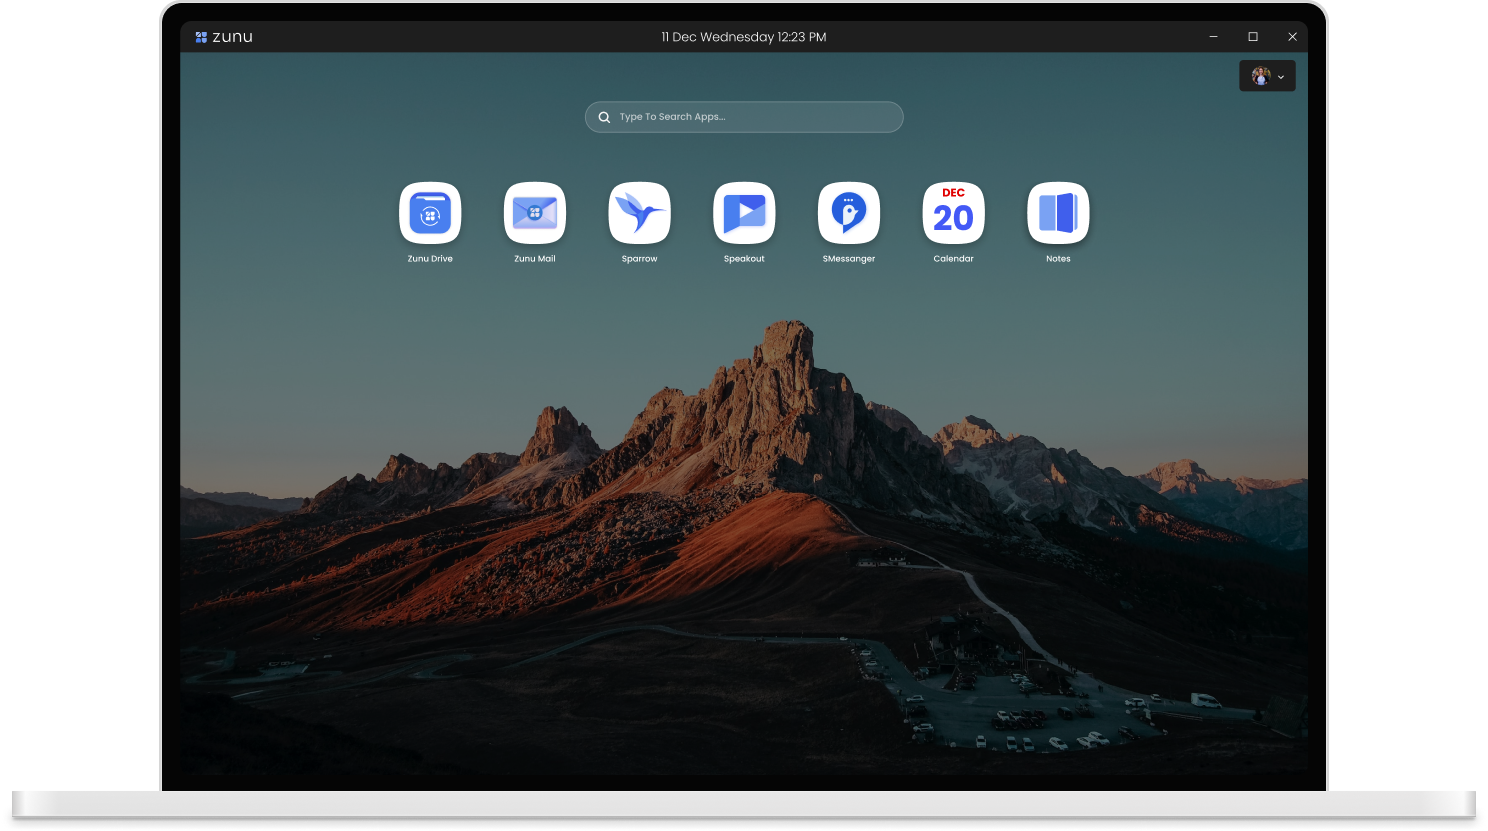 zunu
11 Dec Wednesday 12:23 PM
Type To Search Apps...
DEC
20
Zunu Drive
Zunu Mail
Sparrow
Speakout
SMessanger
Calendar
Notes